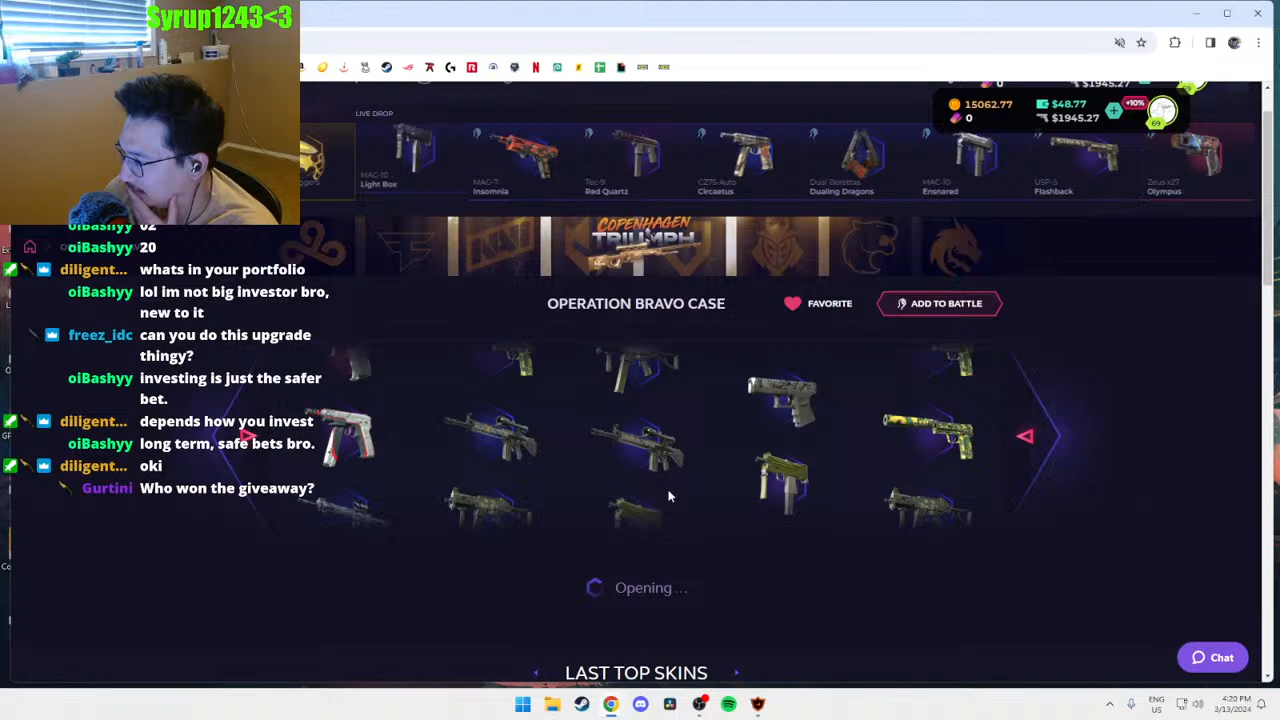 $yrup1243<3
LIVE DROP
15062.77
0
$48.77
$1945.27
+10%
69
MAC-10
Light Box
MAG-7
Insomnia
Tec-9
Red Quartz
CZ75-Auto
Circaetus
Dual Berettas
Dualing Dragons
MAC-10
Ensnared
USP-S
Flashback
Zeus x27
Olympus
COPENHAGEN
TRIUMPH
OPERATION BRAVO CASE
FAVORITE
ADD TO BATTLE
oiBashyy 02
oiBashyy 20
diligent... whats in your portfolio
oiBashyy lol im not big investor bro,
new to it
freez_idc can you do this upgrade
thingy?
oiBashyy investing is just the safer
bet.
diligent... depends how you invest
oiBashyy long term, safe bets bro.
diligent... oki
Gurtini Who won the giveaway?
Opening ...
LAST TOP SKINS
Chat
ENG
US
4:20 PM
3/13/2024